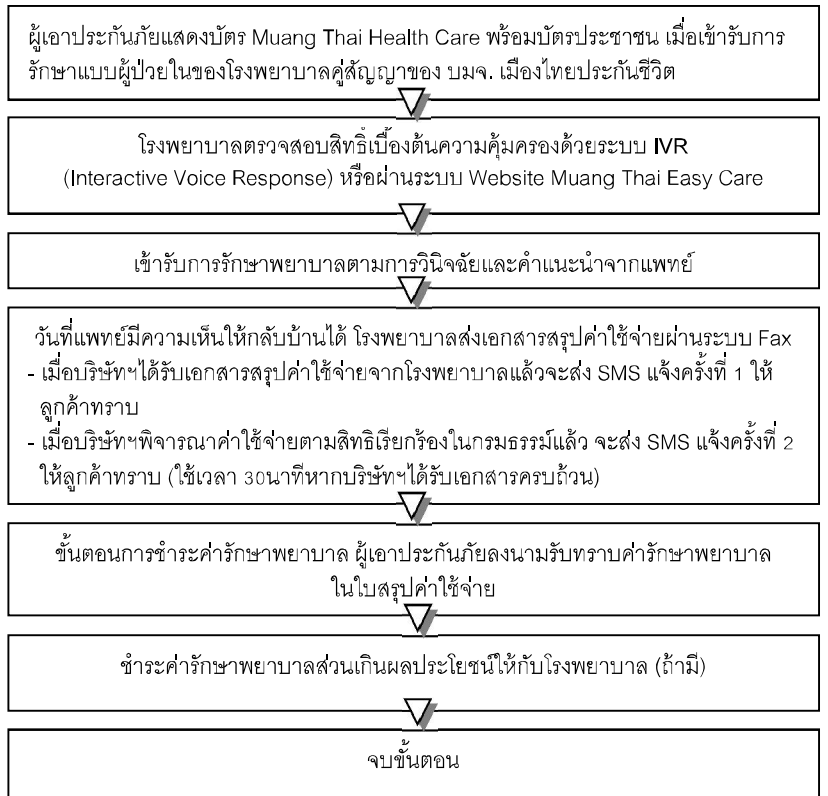 ผู้เอาประกันภัยแสดงบัตร Muang Thai Health Care พร้อมบัตรประชาชน เมื่อเข้ารับการ
รักษาแบบผู้ป่วยในของโรงพยาบาลคู่สัญญาของ บมจ. เมืองไทยประกันชีวิต
โรงพยาบาลตรวจสอบสิทธิ์เบื้องต้นความคุ้มครองด้วยระบบ IVR
(Interactive Voice Response) หรือผ่านระบบ Website Muang Thai Easy Care
เข้ารับการรักษาพยาบาลตามการวินิจฉัยและคำแนะนำจากแพทย์
วันที่แพทย์มีความเห็นให้กลับบ้านได้ โรงพยาบาลส่งเอกสารสรุปค่าใช้จ่ายผ่านระบบ Fax
- เมื่อบริษัทฯได้รับเอกสารสรุปค่าใช้จ่ายจากโรงพยาบาลแล้วจะส่ง SMS แจ้งครั้งที่ 1 ให้
ลูกค้าทราบ
- เมื่อบริษัทฯพิจารณาค่าใช้จ่ายตามสิทธิเรียกร้องในกรมธรรม์แล้ว จะส่ง SMS แจ้งครั้งที่ 2
ให้ลูกค้าทราบ (ใช้เวลา 30นาทีหากบริษัทฯได้รับเอกสารครบถ้วน)
ขั้นตอนการชำระค่ารักษาพยาบาล ผู้เอาประกันภัยลงนามรับทราบค่ารักษาพยาบาล
ในใบสรุปค่าใช้จ่าย
ชำระค่ารักษาพยาบาลส่วนเกินผลประโยชน์ให้กับโรงพยาบาล (ถ้ามี)
จบขั้นตอน